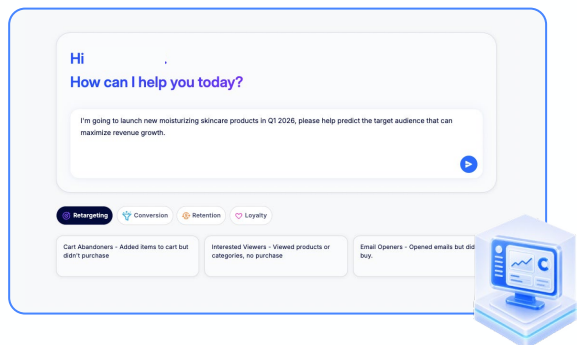 Hi .
How can I help you today?
I'm going to launch new moisturizing skincare products in Q1 2026, please help predict the target audience that can
maximize revenue growth.
Retargeting
Conversion
Retention
Loyalty
Cart Abandoners - Added items to cart but
didn't purchase
Interested Viewers - Viewed products or
categories, no purchase
Email Openers - Opened emails but did
buy.
C